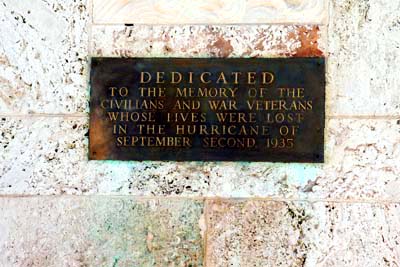 DEDICATED
TO THE MEMORY OF THE
CIVILIANS AND WAR VETERANS
WHOSE LIVES WERE LOST
IN THE HURRICANE OF
SEPTEMBER SECOND, 1935